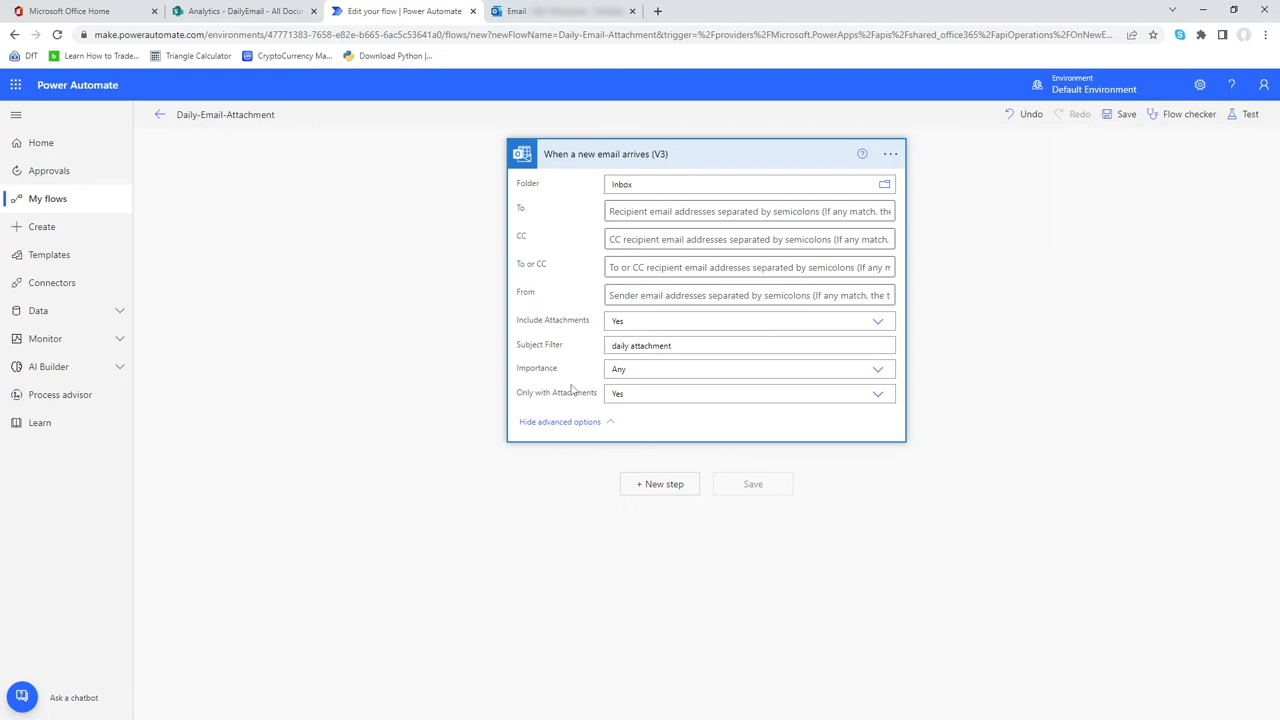 Microsoft Office Home
Analytics - DailyEmail - All Docu
Edit your flow | Power Automate
Email
make.powerautomate.com/environments/47771383-7658-e82e-b665-6ac5c53641a0/flows/new?newFlowName=Daily-Email-Attachment&trigger=%2Fproviders%2FMicrosoft.PowerApps%2Fapis%2Fshared_office365%2FapiOperations%2FOnNewE...
DfT
Learn How to Trade...
Triangle Calculator
CryptoCurrency Ma...
Download Python |...
Power Automate
Environment
Default Environment
Daily-Email-Attachment
Undo
Redo
Save
Flow checker
Test
Home
Approvals
My flows
Create
Templates
Connectors
Data
Monitor
AI Builder
Process advisor
Learn
Ask a chatbot
When a new email arrives (V3)
Folder
Inbox
To
Recipient email addresses separated by semicolons (If any match, the
CC
CC recipient email addresses separated by semicolons (If any match,
To or CC
To or CC recipient email addresses separated by semicolons (If any m
From
Sender email addresses separated by semicolons (If any match, the t
Include Attachments
Yes
Subject Filter
daily attachment
Importance
Any
Only with Attachments
Yes
Hide advanced options
+ New step
Save